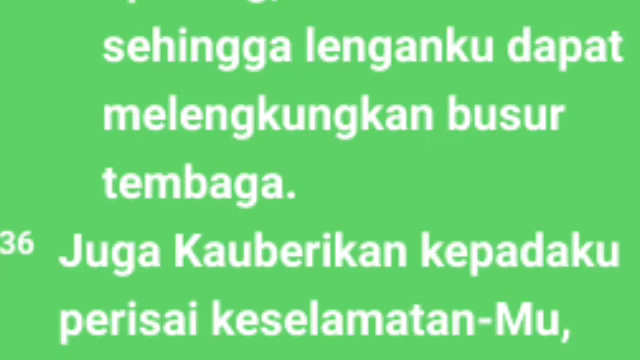 sehingga lenganku dapat
melengkungkan busur
tembaga.
36 Juga Kauberikan kepadaku
perisai keselamatan-Mu,